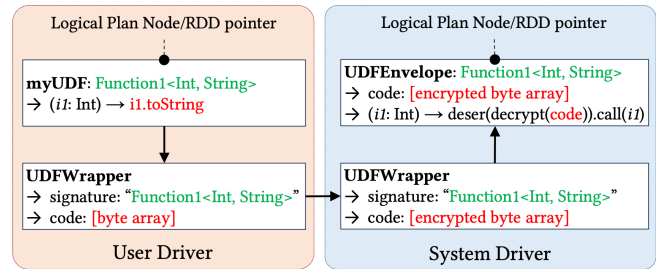 Logical Plan Node/RDD pointer
myUDF: Function1<Int, String>
→ (i1: Int) → i1.toString
UDFWrapper
→ signature: “Function1<Int, String>”
→ code: [byte array]
User Driver
Logical Plan Node/RDD pointer
UDFEnvelope: Function1<Int, String>
→ code: [encrypted byte array]
→ (i1: Int) → deser(decrypt(code)).call(i1)
UDFWrapper
→ signature: “Function1<Int, String>”
→ code: [encrypted byte array]
System Driver